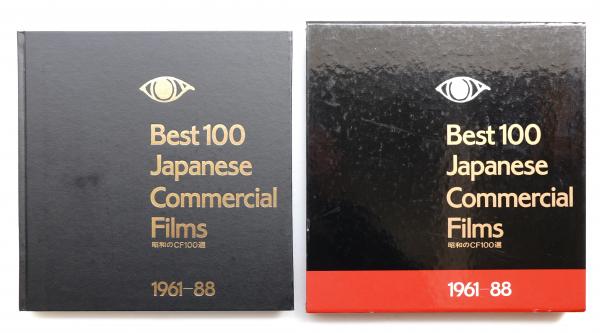 Best 100
Japanese
Commercial
Films
昭和のCF100選
1961-88
Best 100
Japanese
Commercial
Films
昭和のCF100選
1961-88